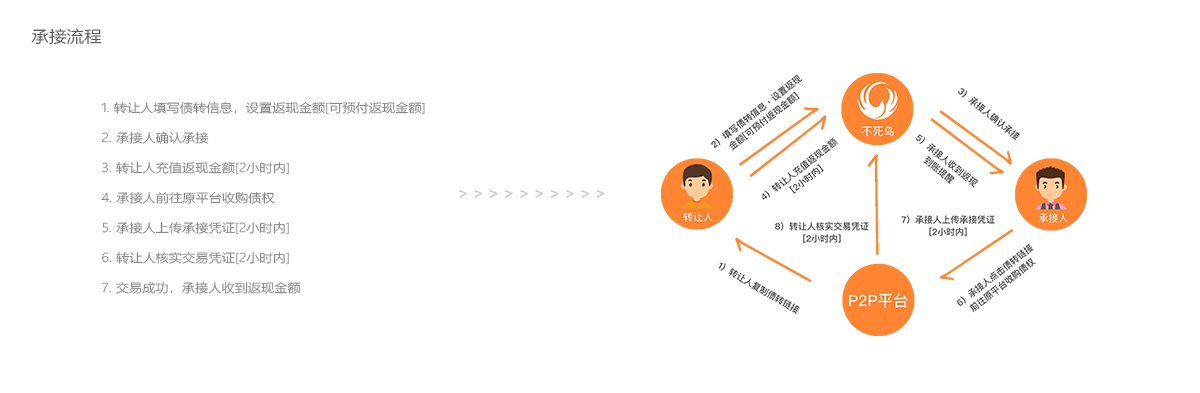 承接流程
1. 转让人填写债转信息，设置返现金额[可预付返现金额]
2. 承接人确认承接
3. 转让人充值返现金额[2小时内]
4. 承接人前往原平台收购债权
5. 承接人上传承接凭证[2小时内]
6. 转让人核实交易凭证[2小时内]
7. 交易成功，承接人收到返现金额
> > > > > > > > > >
2）填写债转信息，设置返现
金额[可预付返现金额]
不死鸟
3）承接人确认承接
4）转让人充值返现金额
[2小时内]
5）承接人收到返现
到账提醒
转让人
承接人
8）转让人核实交易凭证
[2小时内]
7）承接人上传承接凭证
[2小时内]
1）转让人复制债转链接
P2P平台
6）承接人点击债转链接
前往原平台收购债权